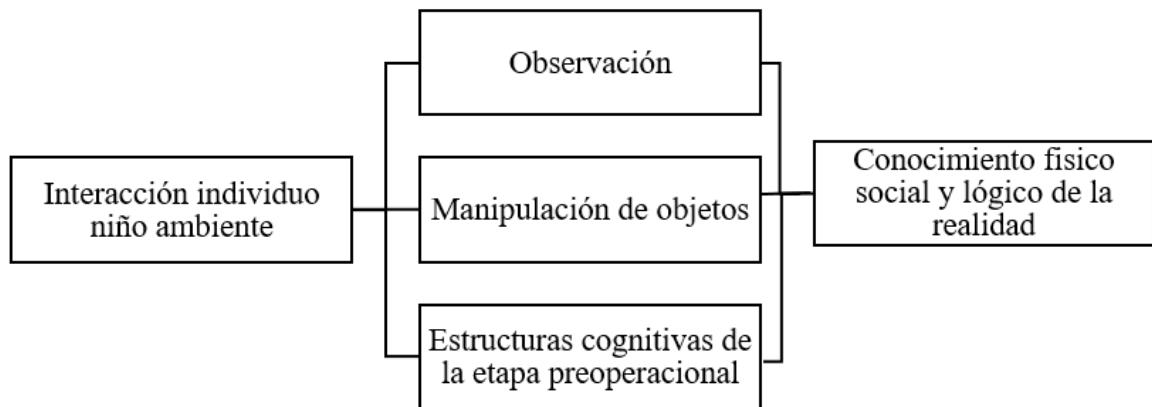 Observación
Interacción individuo
niño ambiente
Manipulación de objetos
Estructuras cognitivas de
la etapa preoperacional
Conocimiento fisico
social y lógico de la
realidad